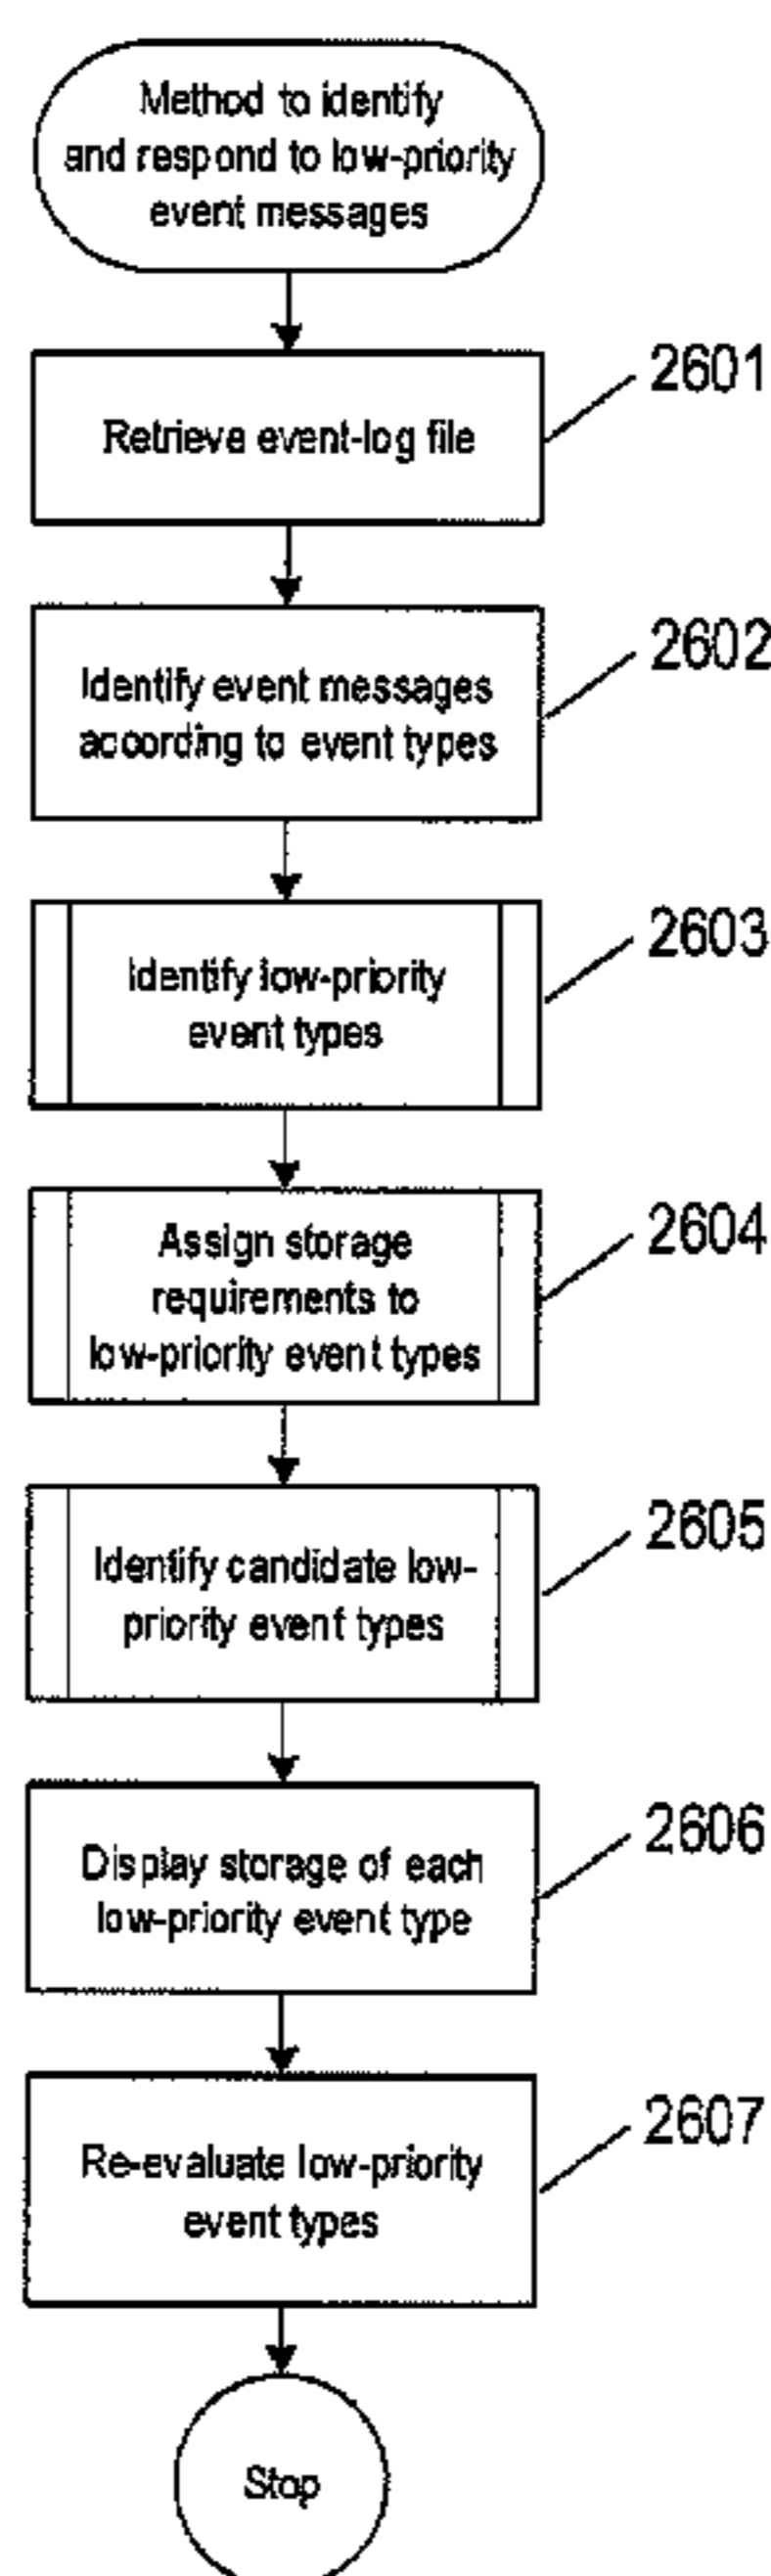 Method to identify
and respond to low-priority
event messages
2601
Retrieve event-log file
2602
Identify event messages
according to event types
2603
Identify low-priority
event types
2604
Assign storage
requirements to
low-priority event types
2605
Identify candidate low-
priority event types
2606
Display storage of each
low-priority event type
2607
Re-evaluate low-priority
event types
Stop